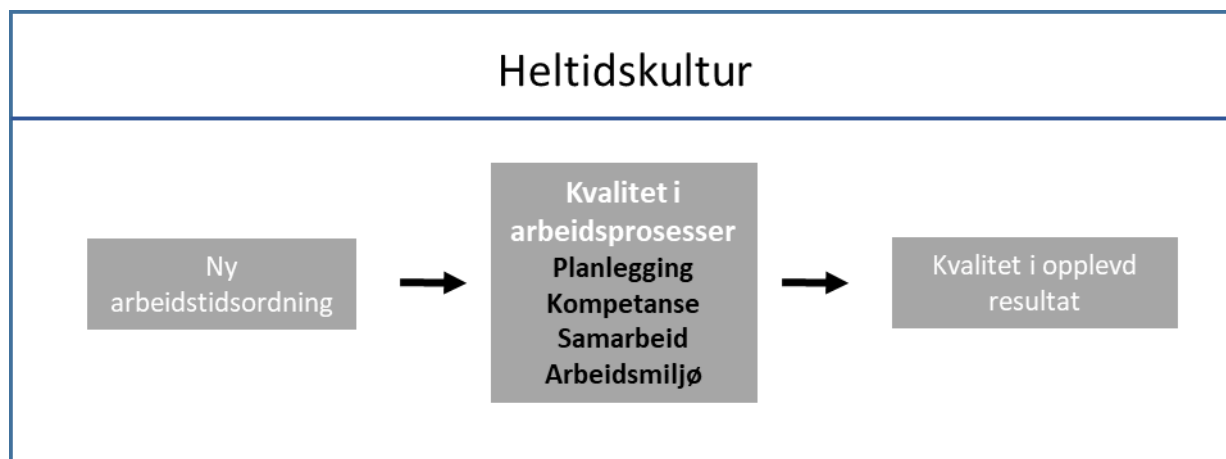 Heltidskultur
Ny
arbeidstidsordning
Kvalitet i
arbeidsprosesser
Planlegging
Kompetanse
Samarbeid
Arbeidsmiljø
Kvalitet i opplevd
resultat